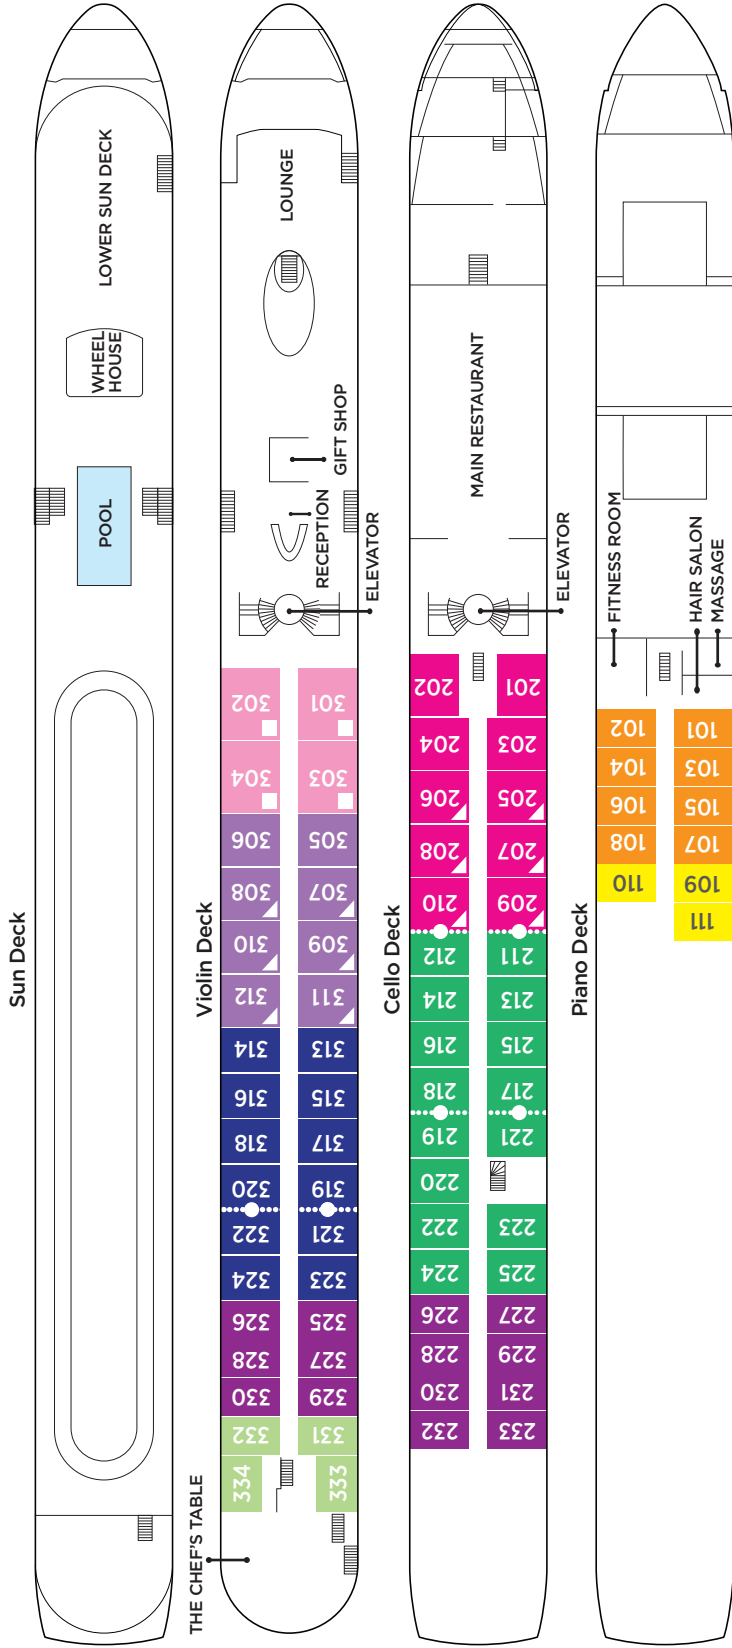 Sun Deck
LOWER SUN DECK
WHEEL
HOUSE
POOL
Violin Deck
LOUNGE
GIFT SHOP
RECEPTION
ELEVATOR
302 301
304 303
306 305
308 307
310 309
312 311
314 313
316 315
318 317
320 319
322 321
324 323
326 325
328 327
330 329
332 331
334 333
THE CHEF'S TABLE
Cello Deck
MAIN RESTAURANT
ELEVATOR
202 201
204 203
206 205
208 207
210 209
212 211
214 213
216 215
218 217
219 221
220
222 223
224 225
226 227
228 229
230 231
232 233
Piano Deck
FITNESS ROOM
HAIR SALON
MASSAGE
102 101
104 103
106 105
108 107
110 109
111